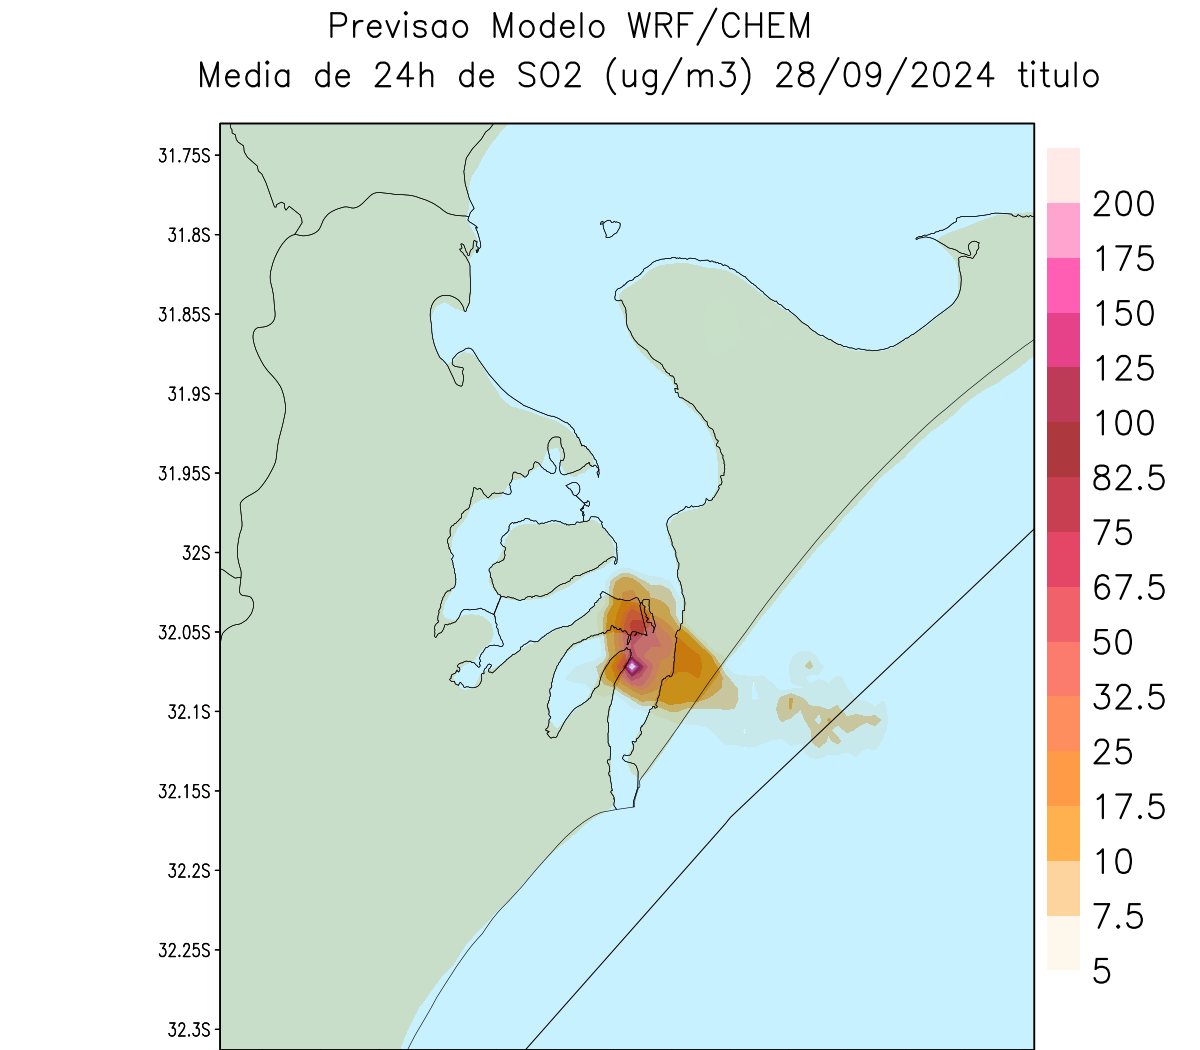 Previsao Modelo WRF/CHEM
Media de 24h de SO2 (ug/m3) 28/09/2024 titulo
31.75S
31.8S
31.85S
31.9S
31.95S
32S
32.05S
32.1S
32.15S
32.2S
32.25S
32.3S
200
175
150
125
100
82.5
75
67.5
50
32.5
25
17.5
10
7.5
5